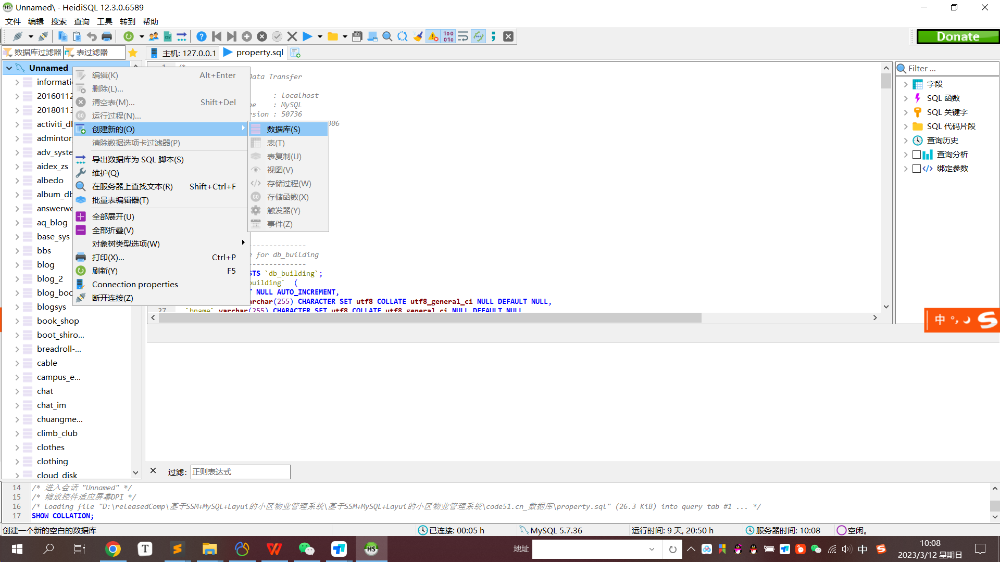 Unnamed\ - HeidiSQL 12.3.0.6589
文件 编辑 搜索 查询 工具 转到 帮助
Donate
数据库过滤器 表过滤器
主机: 127.0.0.1 property.sql
Unnamed
informatio
20160112
20180113
activiti_d
admintor
adv_syste
aidex_zs
albedo
album_db
answerwe
aq_blog
base_sys
bbs
blog
blog_2
blog_boo
blogsys
book_shop
boot_shiro...
breadroll-...
cable
campus_e...
chat
chat_im
chuangme...
climb_club
clothes
clothing
cloud_disk
编辑(K) Alt+Enter
删除(L)...
清空表(M)... Shift+Del
运行过程(N)...
创建新的(O)
清除数据选项卡过滤器(P)
导出数据库为 SQL 脚本(S)
维护(Q)
在服务器上查找文本(R) Shift+Ctrl+F
批量表编辑器(T)
全部展开(U)
全部折叠(V)
对象树类型选项(W)
打印(X)... Ctrl+P
刷新(Y) F5
Connection properties
断开连接(Z)
数据库(S)
表(T)
表复制(U)
视图(V)
存储过程(W)
存储函数(X)
触发器(Y)
事件(Z)
1 /*
Data Transfer
: localhost
pe : MySQL
rsion : 50736
306
---------------
e for db_building
---------------
STS `db_building`;
building` (
T NULL AUTO_INCREMENT,
archar(255) CHARACTER SET utf8 COLLATE utf8_general_ci NULL DEFAULT NULL,
27 `bname` varchar(255) CHARACTER SET utf8 COLLATE utf8_general_ci NULL DEFAULT NULL,
Filter ...
字段
SQL 函数
SQL 关键字
SQL 代码片段
查询历史
查询分析
绑定参数
中
过滤: 正则表达式
14 /* 进入会话 "Unnamed" */
15 /* 缩放控件适应屏幕DPI */
16 /* Loading file "D:\releasedComp\基于SSM+MySQL+Layui的小区物业管理系统\基于SSM+MySQL+Layui的小区物业管理系统\code51.cn_数据库\property.sql" (26.3 KiB) into query tab #1 ... */
17 SHOW COLLATION;
创建一个新的空白的数据库 已连接: 00:05 h MySQL 5.7.36 运行时间: 9 天, 20:50 h 服务器时间: 10:08 空闲。
地址
中
10:08
2023/3/12 星期日